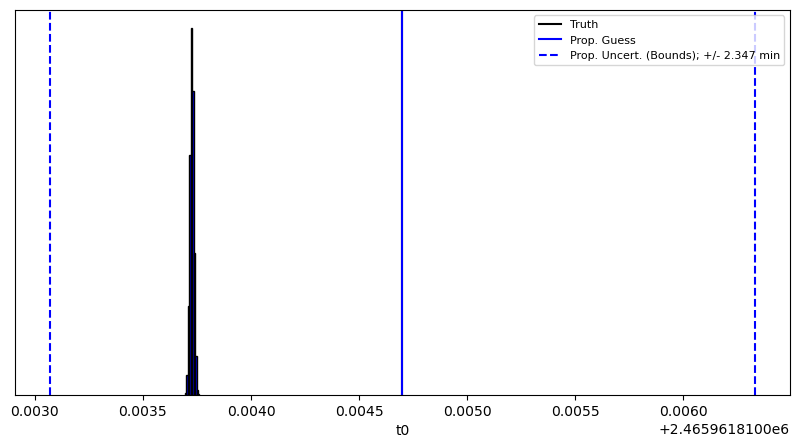 Truth
Prop. Guess
Prop. Uncert. (Bounds); +/- 2.347 min
0.0030 0.0035 0.0040 0.0045 0.0050 0.0055 0.0060
+2.4659618100e6
t0